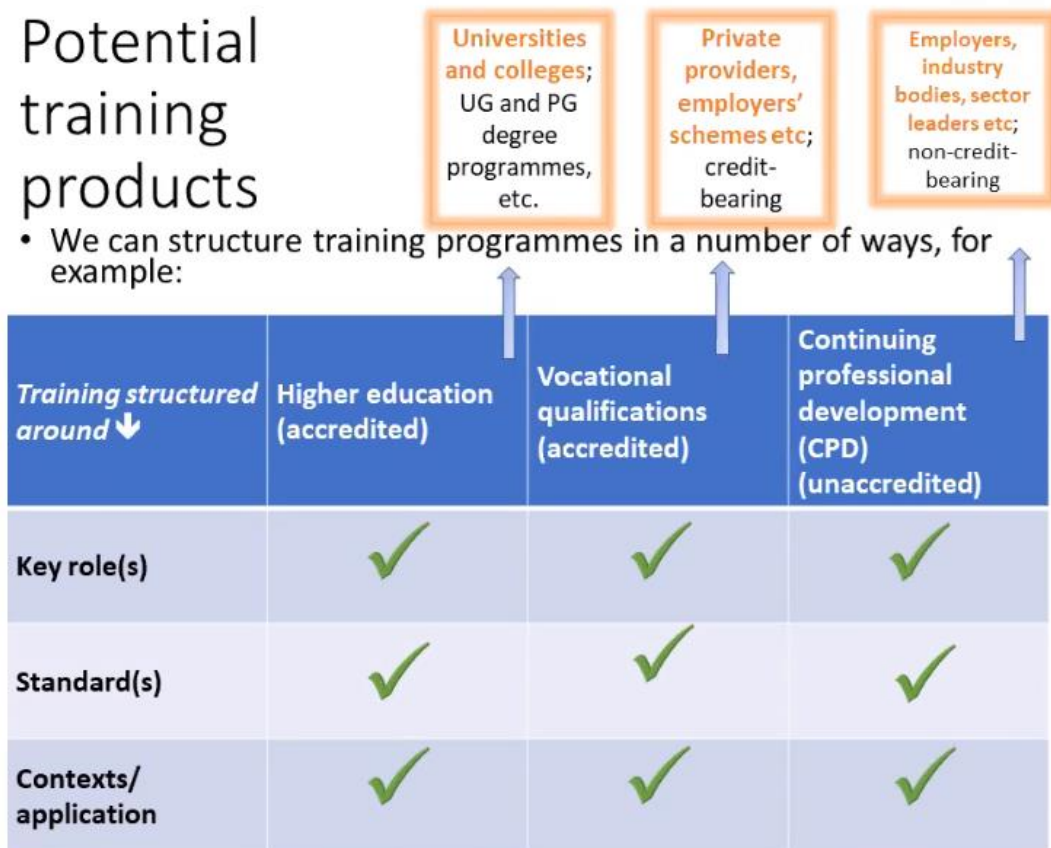 Potential
training
products
Universities
and colleges;
UG and PG
degree
programmes,
etc.
Private
providers,
employers’
schemes etc;
credit-
bearing
Employers,
industry
bodies, sector
leaders etc;
non-credit-
bearing
• We can structure training programmes in a number of ways, for
example:
Training structured
around
Higher education
(accredited)
Vocational
qualifications
(accredited)
Continuing
professional
development
(CPD)
(unaccredited)
Key role(s)
Standard(s)
Contexts/
application